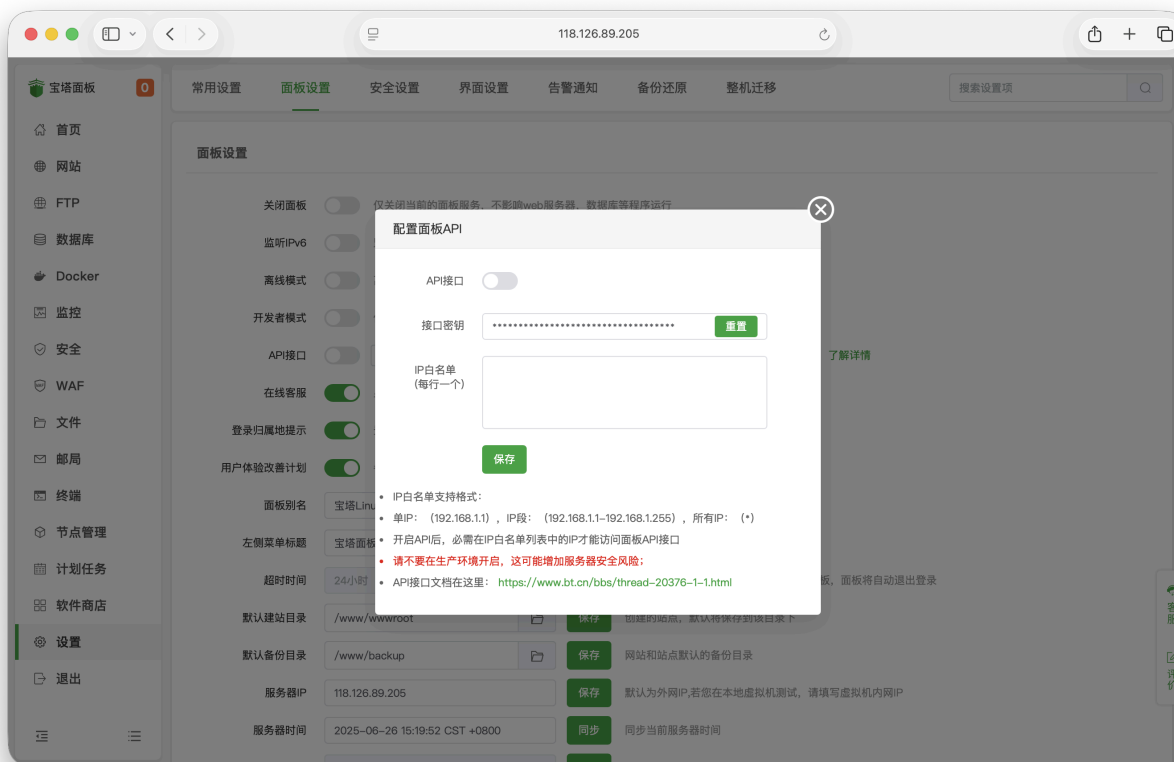 118.126.89.205
宝塔面板
0
常用设置
面板设置
安全设置
界面设置
告警通知
备份还原
整机迁移
搜索设置项
首页
网站
FTP
数据库
Docker
监控
安全
WAF
文件
邮局
终端
节点管理
计划任务
软件商店
设置
退出
面板设置
关闭面板
仅关闭当前的面板服务、不影响web服务器、数据库等程序运行
监听IPv6
离线模式
开发者模式
API接口
了解详情
在线客服
登录归属地提示
用户体验改善计划
面板别名
宝塔Linu
左侧菜单标题
宝塔面板
超时时间
24小时
板，面板将自动退出登录
默认建站目录
/www/wwwroot
保存
创建的站点，默认将保存到该目录下
默认备份目录
/www/backup
保存
网站和站点默认的备份目录
服务器IP
118.126.89.205
保存
默认为外网IP,若您在本地虚拟机测试，请填写虚拟机内网IP
服务器时间
2025-06-26 15:19:52 CST +0800
同步
同步当前服务器时间
配置面板API
API接口
接口密钥
重置
IP白名单
(每行一个)
保存
IP白名单支持格式：
单IP：（192.168.1.1），IP段：（192.168.1.1-192.168.1.255），所有IP：（*）
开启API后，必需在IP白名单列表中的IP才能访问面板API接口
请不要在生产环境开启，这可能增加服务器安全风险；
API接口文档在这里： https://www.bt.cn/bbs/thread-20376-1-1.html